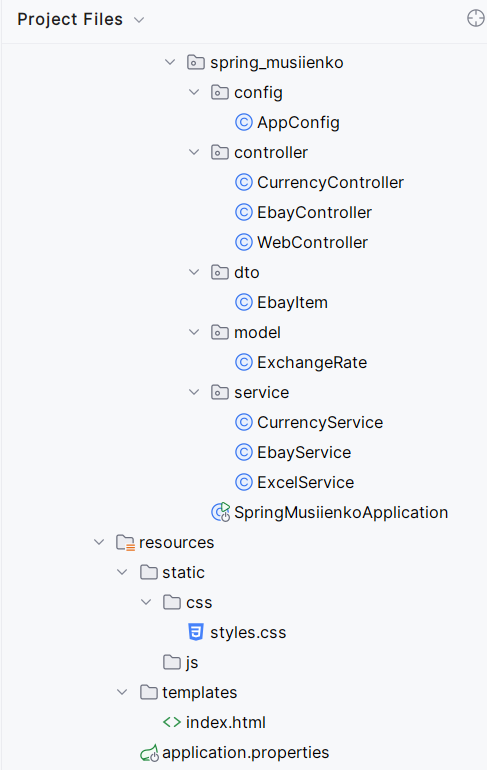 Project Files
spring_musiienko
config
AppConfig
controller
CurrencyController
EbayController
WebController
dto
EbayItem
model
ExchangeRate
service
CurrencyService
EbayService
ExcelService
SpringMusiienkoApplication
resources
static
css
styles.css
js
templates
index.html
application.properties